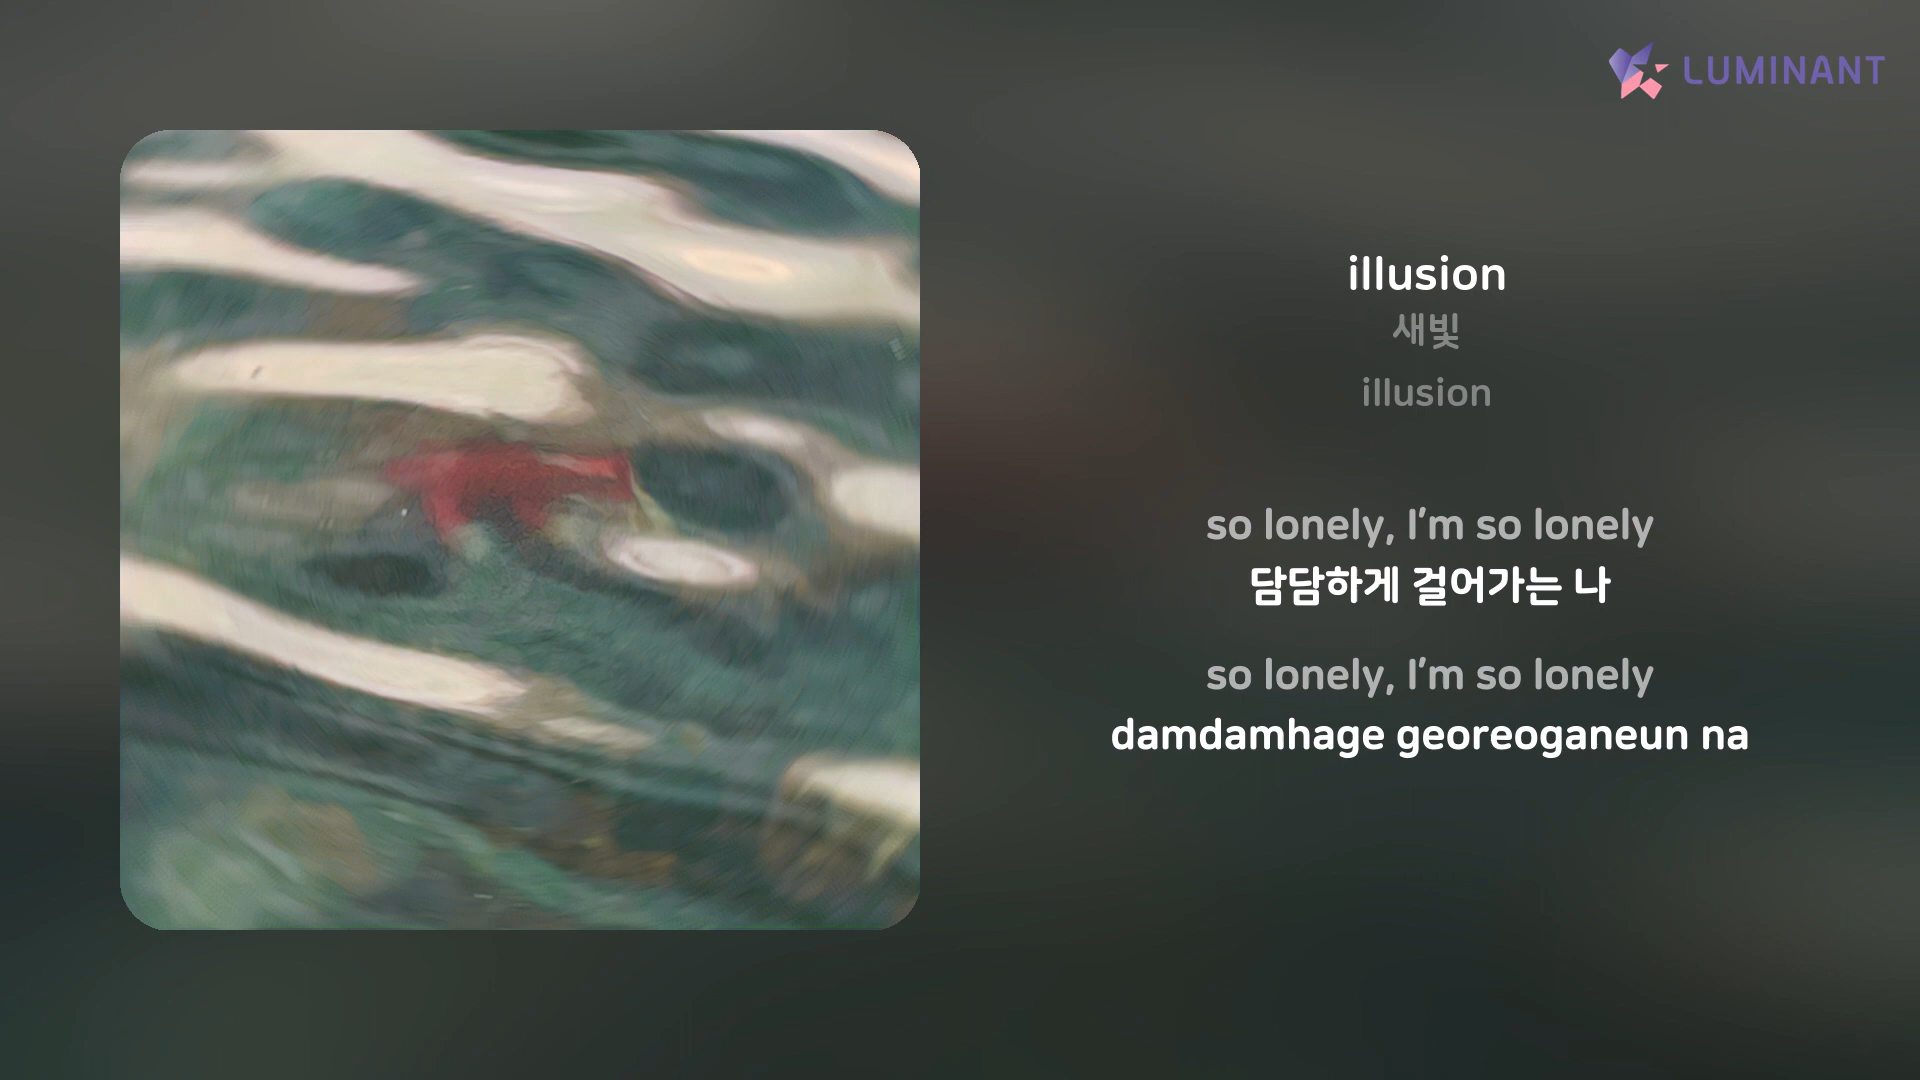 LUMINANT
illusion
새빛
illusion
so lonely, I'm so lonely
담담하게 걸어가는 나
so lonely, I'm so lonely
damdamhage georeoganeun na